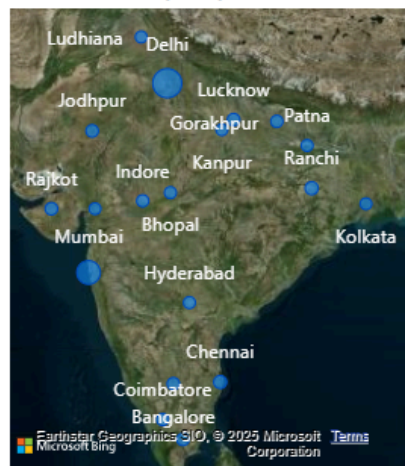 Ludhiana
Delhi
Lucknow
Jodhpur
Gorakhpur
Patna
Kanpur
Ranchi
Indore
Rajkot
Bhopal
Mumbai
Kolkata
Hyderabad
Chennai
Coimbatore
Bangalore
Earthstar Geographics SIO, © 2025 Microsoft Terms
Microsoft Bing
Corporation